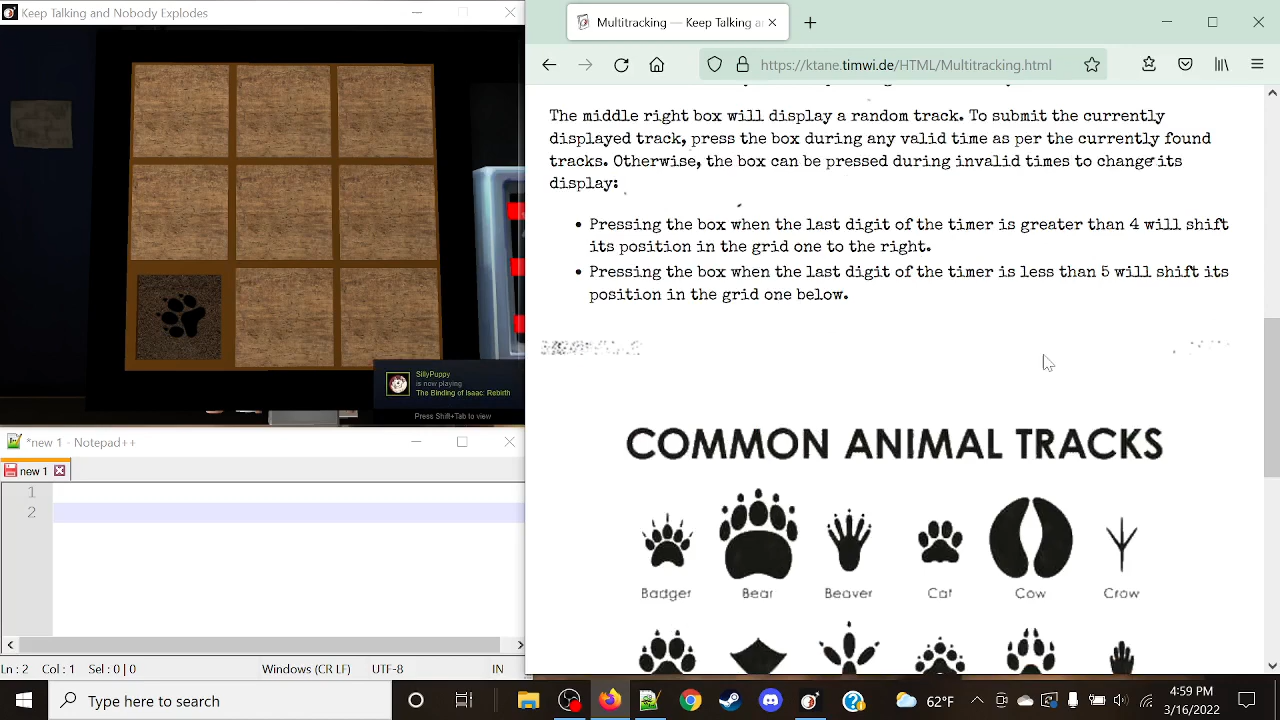 Keep Talking and Nobody Explodes
SillyPuppy
is now playing
The Binding of Isaac: Rebirth
Press Shift+Tab to view
*new 1 - Notepad++
new 1
1
2
Ln : 2 Col : 1 Sel : 0 | 0 Windows (CR LF) UTF-8 IN
Multitracking — Keep Talking an
https://ktane.timwi.de/HTML/Multitracking.html
The middle right box will display a random track. To submit the currently
displayed track, press the box during any valid time as per the currently found
tracks. Otherwise, the box can be pressed during invalid times to change its
display:
• Pressing the box when the last digit of the timer is greater than 4 will shift
its position in the grid one to the right.
• Pressing the box when the last digit of the timer is less than 5 will shift its
position in the grid one below.
COMMON ANIMAL TRACKS
Badger Bear Beaver Cat Cow Crow
Type here to search
62°F
4:59 PM
3/16/2022